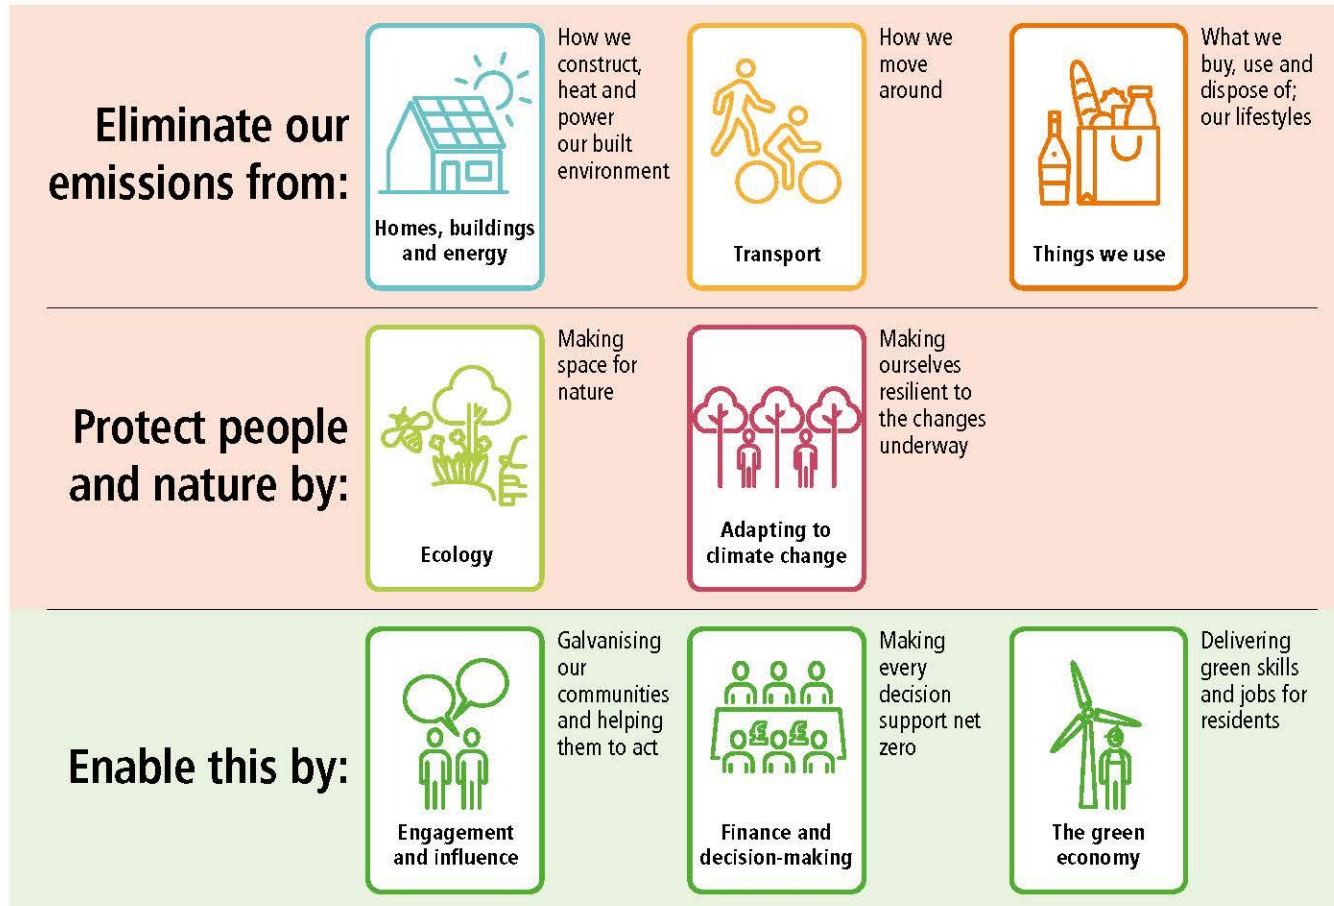 Eliminate our
emissions from:
Homes, buildings
and energy
How we
construct,
heat and
power
our built
environment
Transport
How we
move
around
Things we use
What we
buy, use and
dispose of;
our lifestyles
Protect people
and nature by:
Ecology
Making
space for
nature
Adapting to
climate change
Making
ourselves
resilient to
the changes
underway
Enable this by:
Engagement
and influence
Galvanising
our
communities
and helping
them to act
££
Finance and
decision-making
Making
every
decision
support net
zero
The green
economy
Delivering
green skills
and jobs for
residents